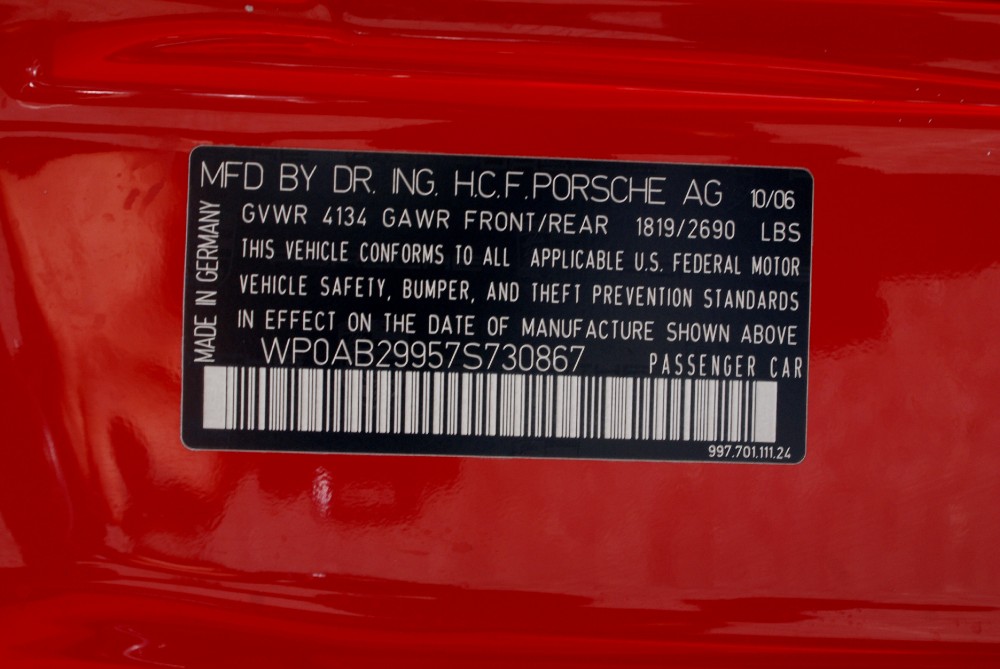 MFD BY DR. ING. H.C.F. PORSCHE AG 10/06
GVWR 4134 GAWR FRONT/REAR 1819/2690 LBS
THIS VEHICLE CONFORMS TO ALL APPLICABLE U.S. FEDERAL MOTOR
VEHICLE SAFETY, BUMPER, AND THEFT PREVENTION STANDARDS
IN EFFECT ON THE DATE OF MANUFACTURE SHOWN ABOVE
WP0AB29957S730867 PASSENGER CAR
MADE IN GERMANY
997.701.111.24